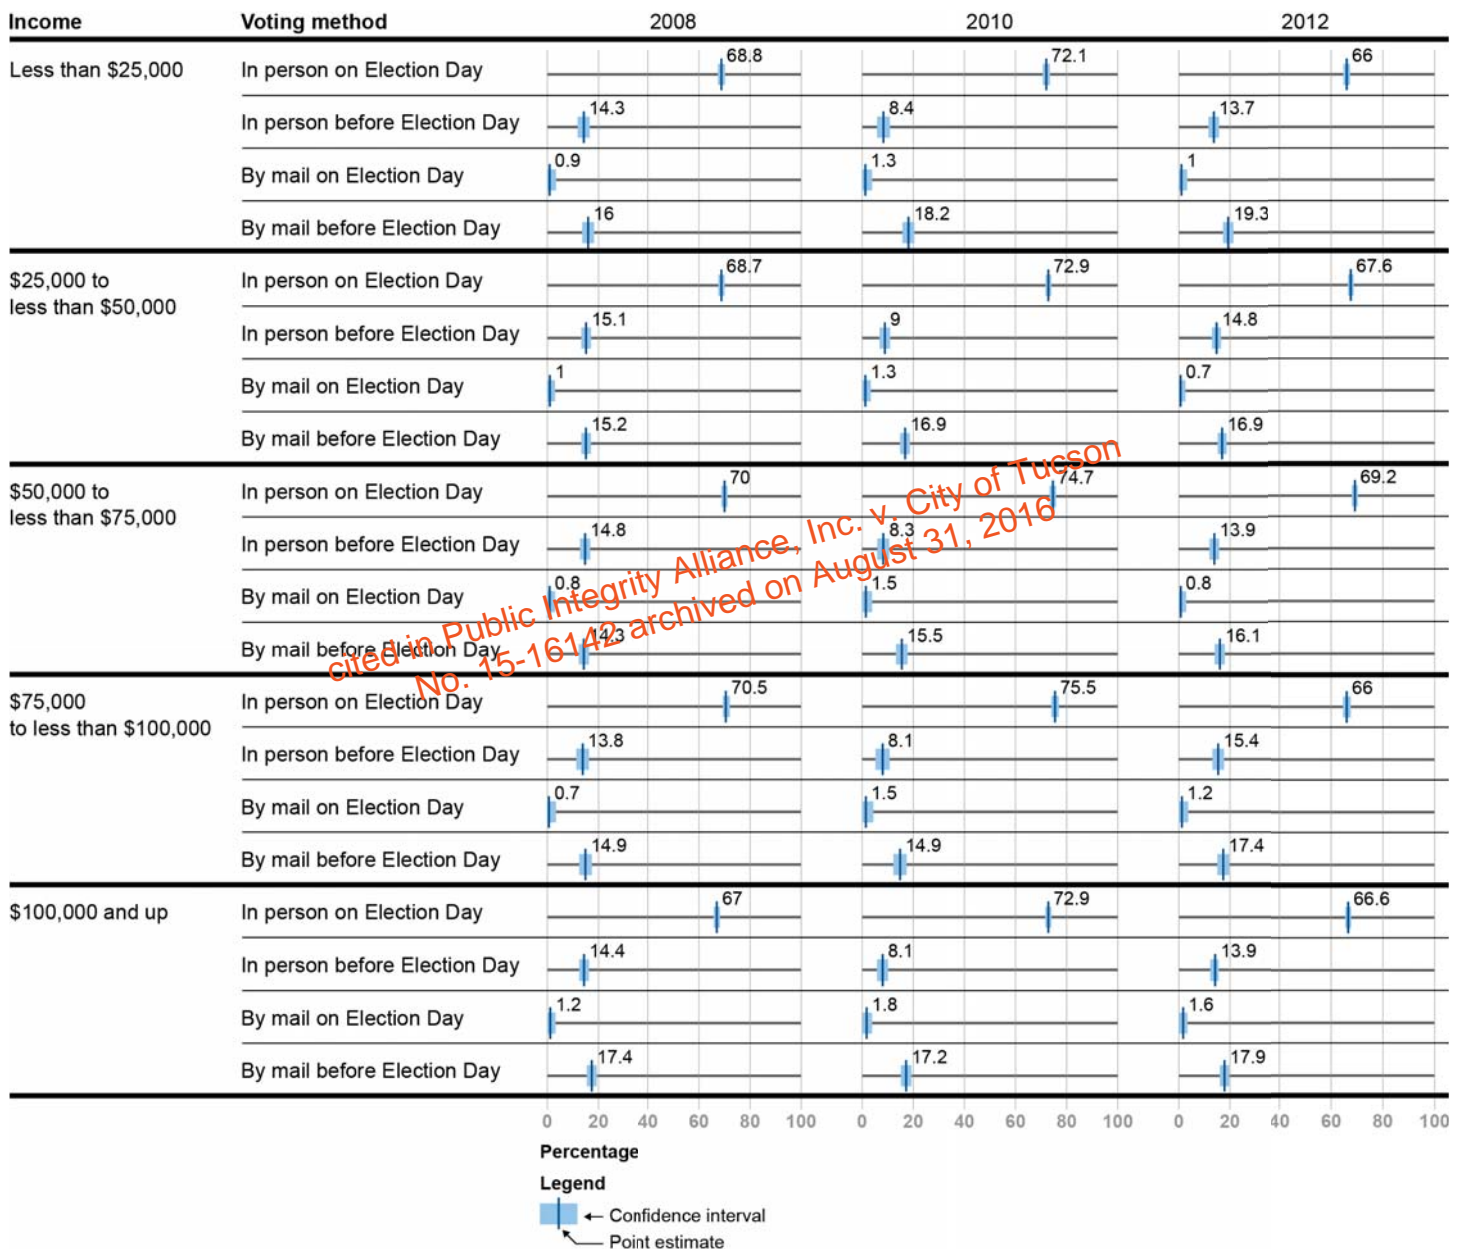 Income Voting method 2008 2010 2012
Less than $25,000 In person on Election Day 68.8 72.1 66
In person before Election Day 14.3 8.4 13.7
By mail on Election Day 0.9 1.3 1
By mail before Election Day 16 18.2 19.3
$25,000 to
less than $50,000
In person on Election Day 68.7 72.9 67.6
In person before Election Day 15.1 9 14.8
By mail on Election Day 1 1.3 0.7
By mail before Election Day 15.2 16.9 16.9
$50,000 to
less than $75,000
In person on Election Day 70 74.7 69.2
In person before Election Day 14.8 8.3 13.9
By mail on Election Day 0.8 1.5 0.8
By mail before Election Day 14.3 15.5 16.1
cited in Public Integrity Alliance, Inc. v. City of Tucson
No. 15-16142 archived on August 31, 2016
$75,000
to less than $100,000
In person on Election Day 70.5 75.5 66
In person before Election Day 13.8 8.1 15.4
By mail on Election Day 0.7 1.5 1.2
By mail before Election Day 14.9 14.9 17.4
$100,000 and up In person on Election Day 67 72.9 66.6
In person before Election Day 14.4 8.1 13.9
By mail on Election Day 1.2 1.8 1.6
By mail before Election Day 17.4 17.2 17.9
0 20 40 60 80 100 0 20 40 60 80 100 0 20 40 60 80 100
Percentage
Legend
Confidence interval
Point estimate